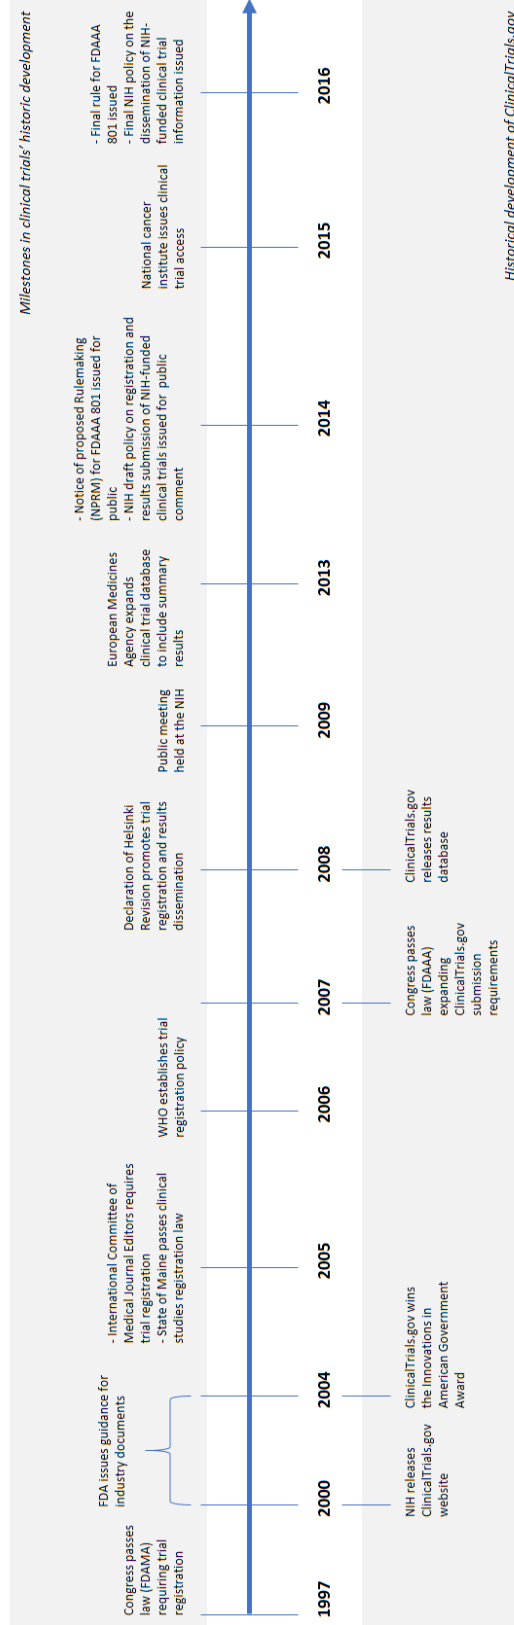 Milestones in clinical trials' historic development
Congress passes
law (FDAMA)
requiring trial
registration
FDA issues guidance for
industry documents
- International Committee of
Medical Journal Editors requires
trial registration
- State of Maine passes clinical
studies registration law
WHO establishes trial
registration policy
Declaration of Helsinki
Revision promotes trial
registration and results
dissemination
Public meeting
held at the NIH
European Medicines
Agency expands
clinical trial database
to include summary
results
- Notice of proposed Rulemaking
(NPRM) for FDAAA 801 issued for
public
- NIH draft policy on registration and
results submission of NIH-funded
clinical trials issued for public
comment
National cancer
institute issues clinical
trial access
- Final rule for FDAAA
801 issued
- Final NIH policy on the
dissemination of NIH-
funded clinical trial
information issued
1997
2000
2004
2005
2006
2007
2008
2009
2013
2014
2015
2016
NIH releases
ClinicalTrials.gov
website
ClinicalTrials.gov wins
the Innovations in
American Government
Award
Congress passes
law (FDAAA)
expanding
ClinicalTrials.gov
submission
requirements
ClinicalTrials.gov
releases results
database
Historical development of ClinicalTrials.gov